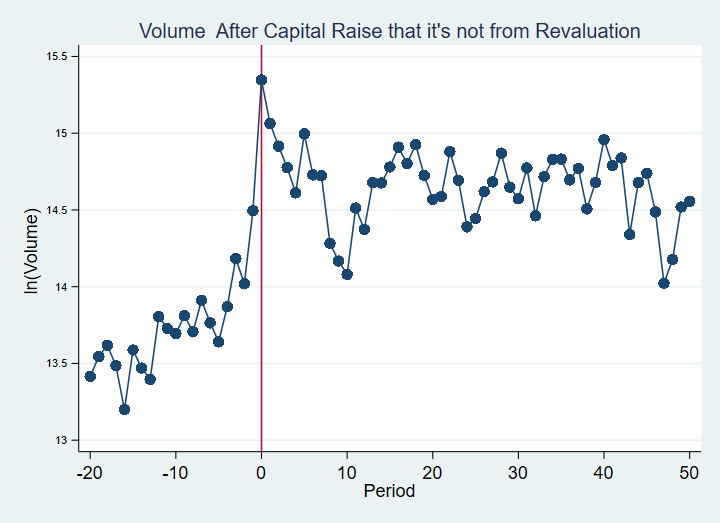 Volume  After Capital Raise that it's not from Revaluation
ln(Volume)
15.5
15
14.5
14
13.5
13
-20 -10 0 10 20 30 40 50
Period